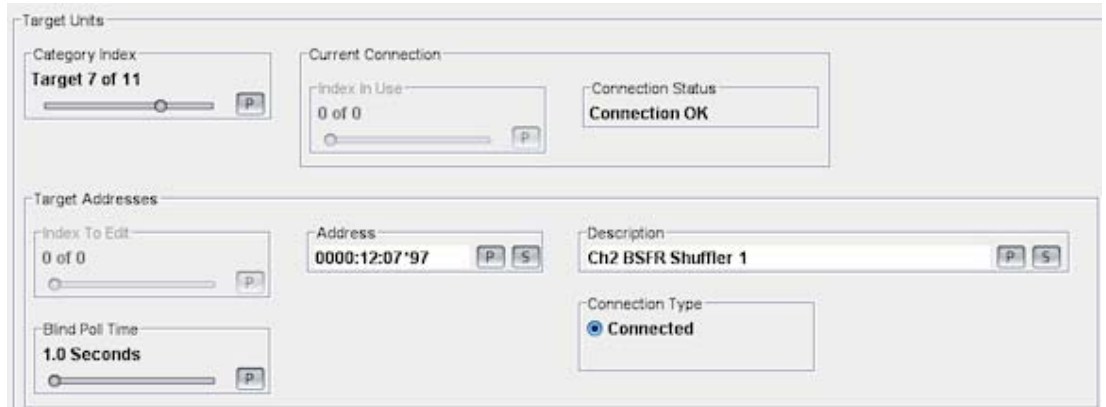 Target Units
Category Index
Target 7 of 11
P
Current Connection
Index In Use
0 of 0
P
Connection Status
Connection OK
Target Addresses
Index To Edit
0 of 0
P
Address
0000:12:07*97
P
S
Description
Ch2 BSFR Shuffler 1
P
S
Blind Poll Time
1.0 Seconds
P
Connection Type
Connected